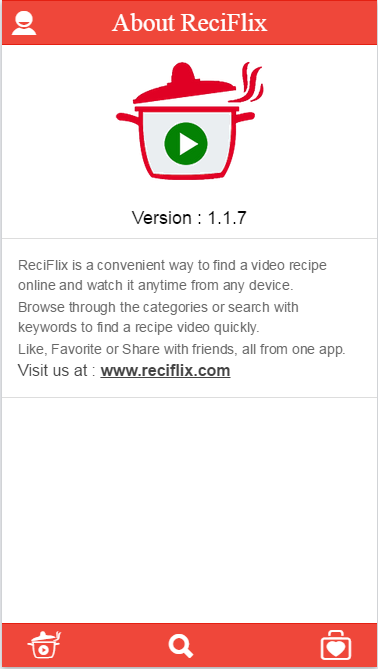 About ReciFlix
Version : 1.1.7
ReciFlix is a convenient way to find a video recipe
online and watch it anytime from any device.
Browse through the categories or search with
keywords to find a recipe video quickly.
Like, Favorite or Share with friends, all from one app.
Visit us at : www.reciflix.com